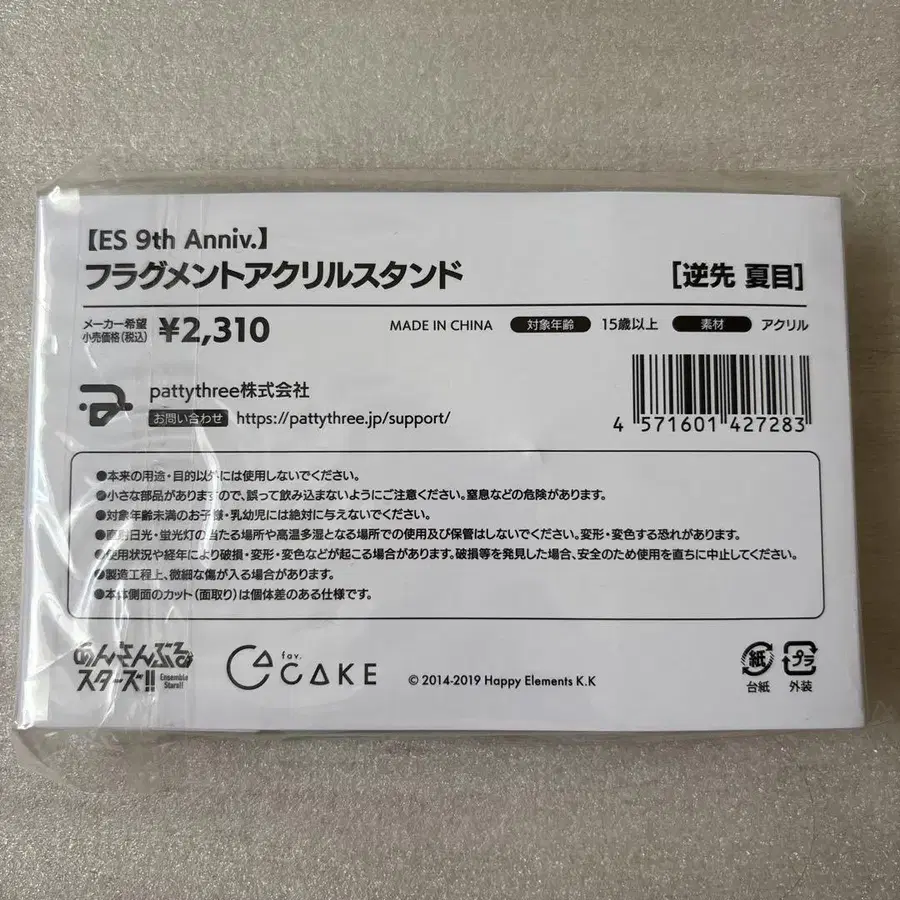 【ES 9th Anniv.】
フラグメントアクリルスタンド
[逆先 夏目]
メーカー希望
小売価格(税込)
¥2,310
MADE IN CHINA
対象年齢
15歳以上
素材
アクリル
pattythree株式会社
お問い合わせ
https://pattythree.jp/support/
4 571601 427283
●本来の用途・目的以外には使用しないでください。
●小さな部品がありますので、誤って飲み込まないようにご注意ください。窒息などの危険があります。
●対象年齢未満のお子様・乳幼児には絶対に与えないでください。
●直射日光・蛍光灯の当たる場所や高温多湿となる場所での使用及び保管はしないでください。変形・変色する恐れがあります。
●使用状況や経年により破損・変形・変色などが起こる場合があります。破損等を発見した場合、安全のため使用を直ちに中止してください。
●製造工程上、微細な傷が入る場合があります。
●本体側面のカット(面取り)は個体差のある仕様です。
あんさんぶる
スターズ!!
Ensemble
Stars!!
fav.
CAKE
© 2014-2019 Happy Elements K.K
紙
台紙
プラ
外装